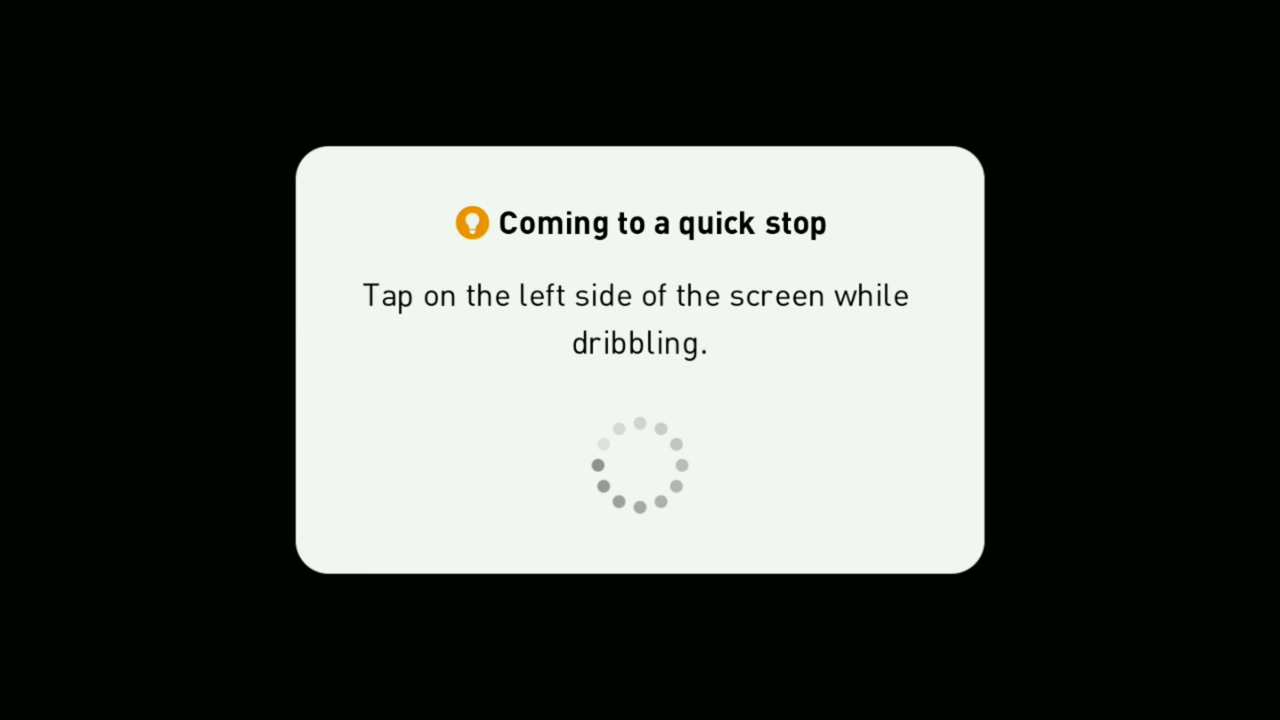 Coming to a quick stop
Tap on the left side of the screen while
dribbling.